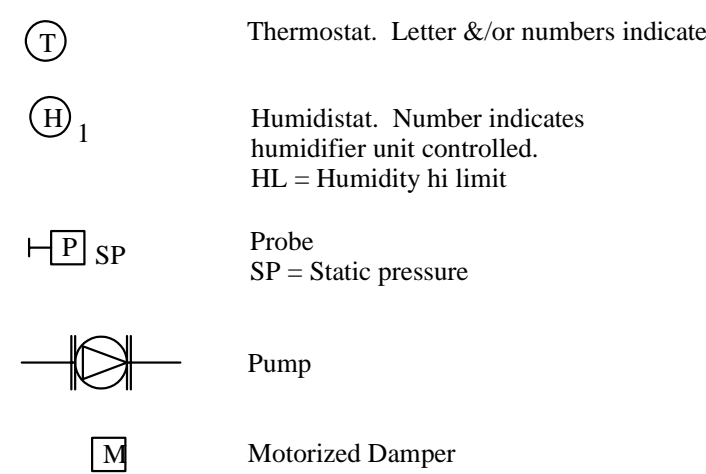 T Thermostat. Letter &/or numbers indicate
H 1 Humidistat. Number indicates
humidifier unit controlled.
HL = Humidity hi limit
P SP Probe
SP = Static pressure
Pump
M Motorized Damper